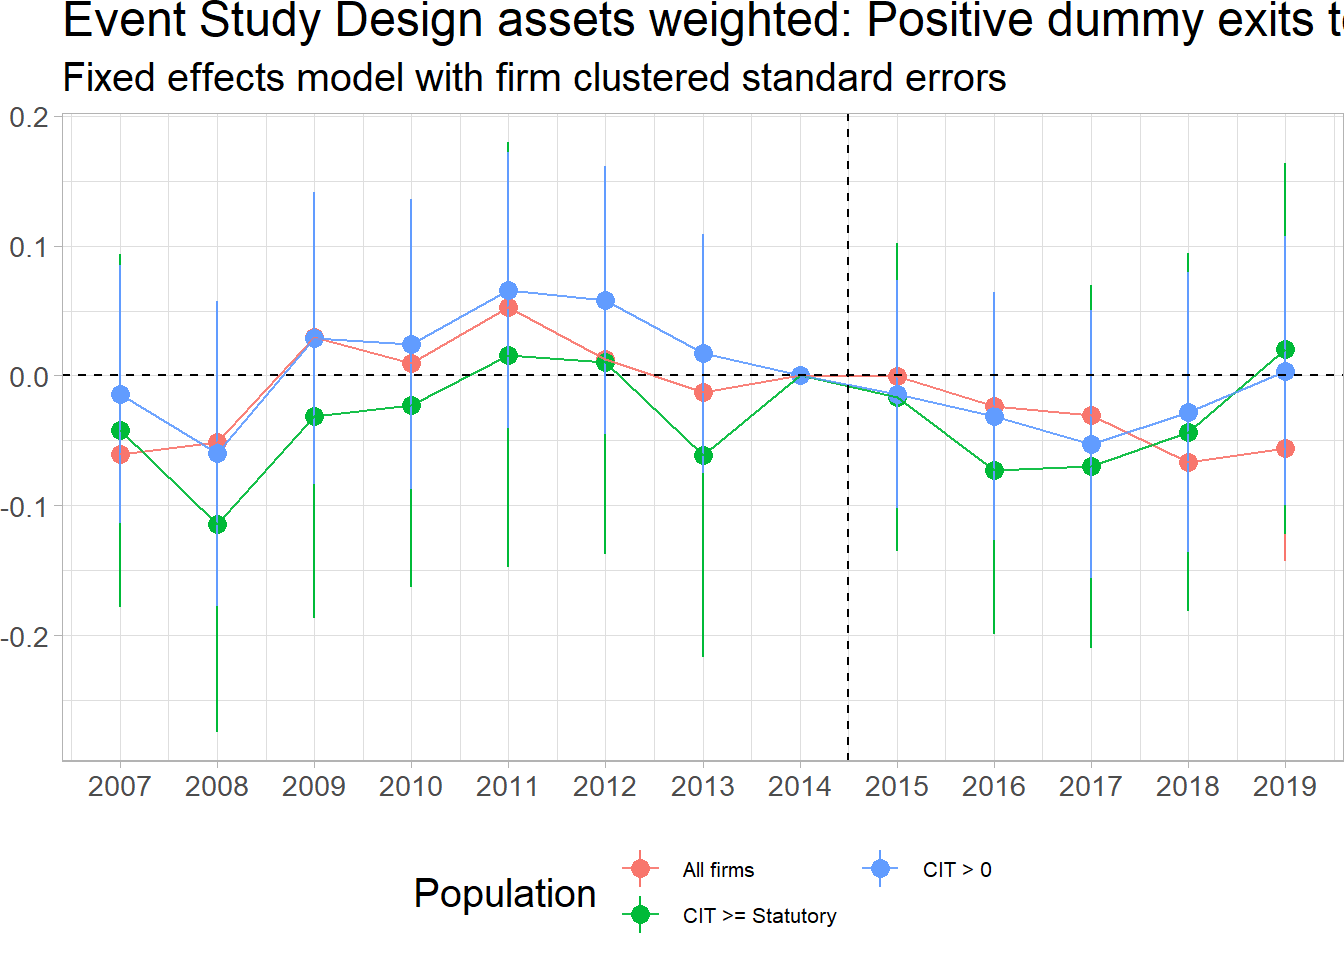 Event Study Design assets weighted: Positive dummy exits
Fixed effects model with firm clustered standard errors
0.2
0.1
0.0
-0.1
-0.2
2007 2008 2009 2010 2011 2012 2013 2014 2015 2016 2017 2018 2019
Population
All firms
CIT > 0
CIT >= Statutory